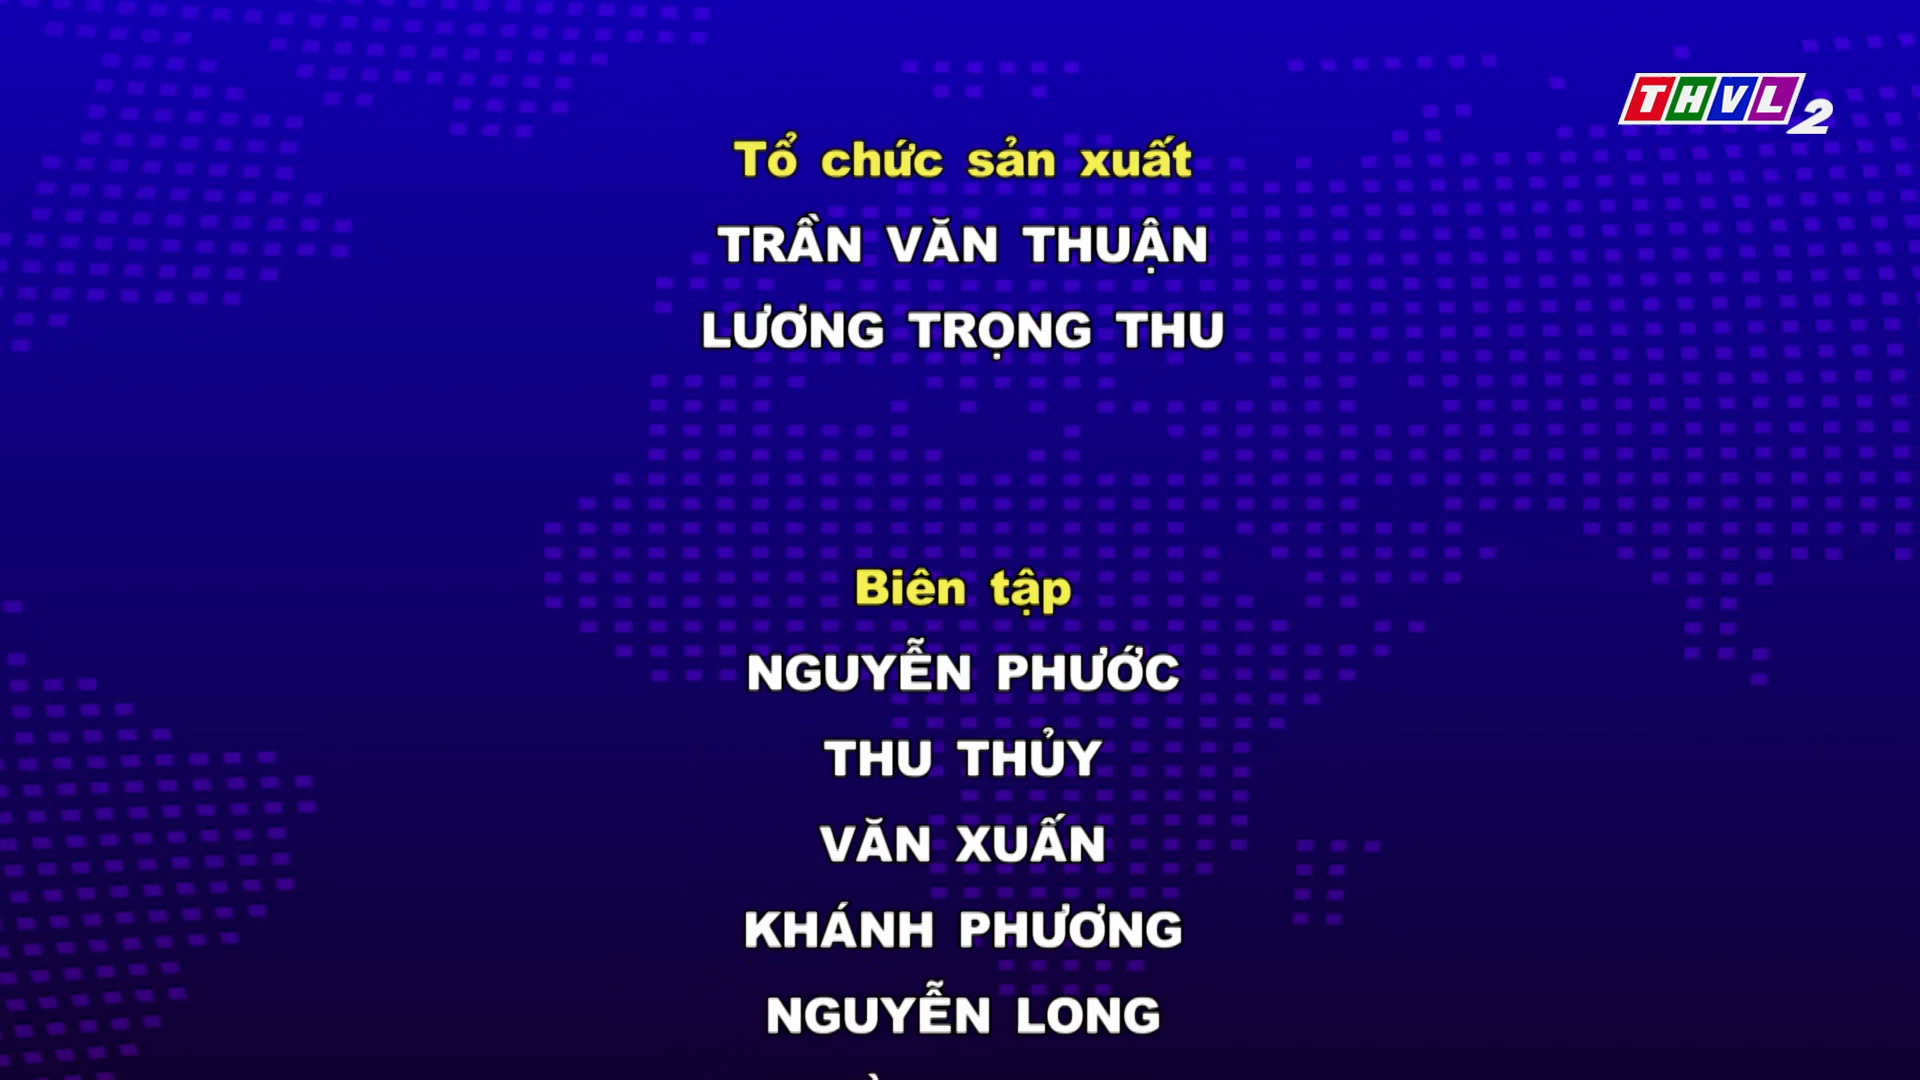 THVL2
Tổ chức sản xuất
TRẦN VĂN THUẬN
LƯƠNG TRỌNG THU
Biên tập
NGUYỄN PHƯỚC
THU THỦY
VĂN XUẤN
KHÁNH PHƯƠNG
NGUYỄN LONG